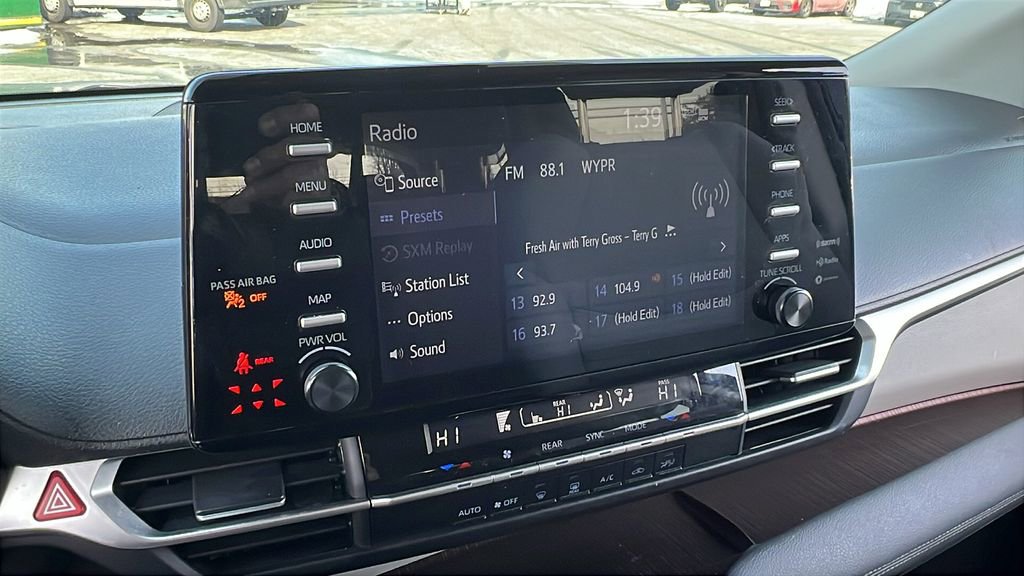 HOME
MENU
AUDIO
MAP
PWR VOL
PASS AIR BAG
2 OFF
REAR
Radio
1:39
Source
Presets
SXM Replay
Station List
Options
Sound
FM 88.1 WYPR
Fresh Air with Terry Gross – Terry G
13 92.9
14 104.9
15 (Hold Edit)
16 93.7
17 (Hold Edit)
18 (Hold Edit)
SEEK>
<TRACK
PHONE
APPS
TUNE SCROLL
HI
REAR
HI
PASS
HI
REAR
SYNC
MODE
AUTO
OFF
REAR
A/C